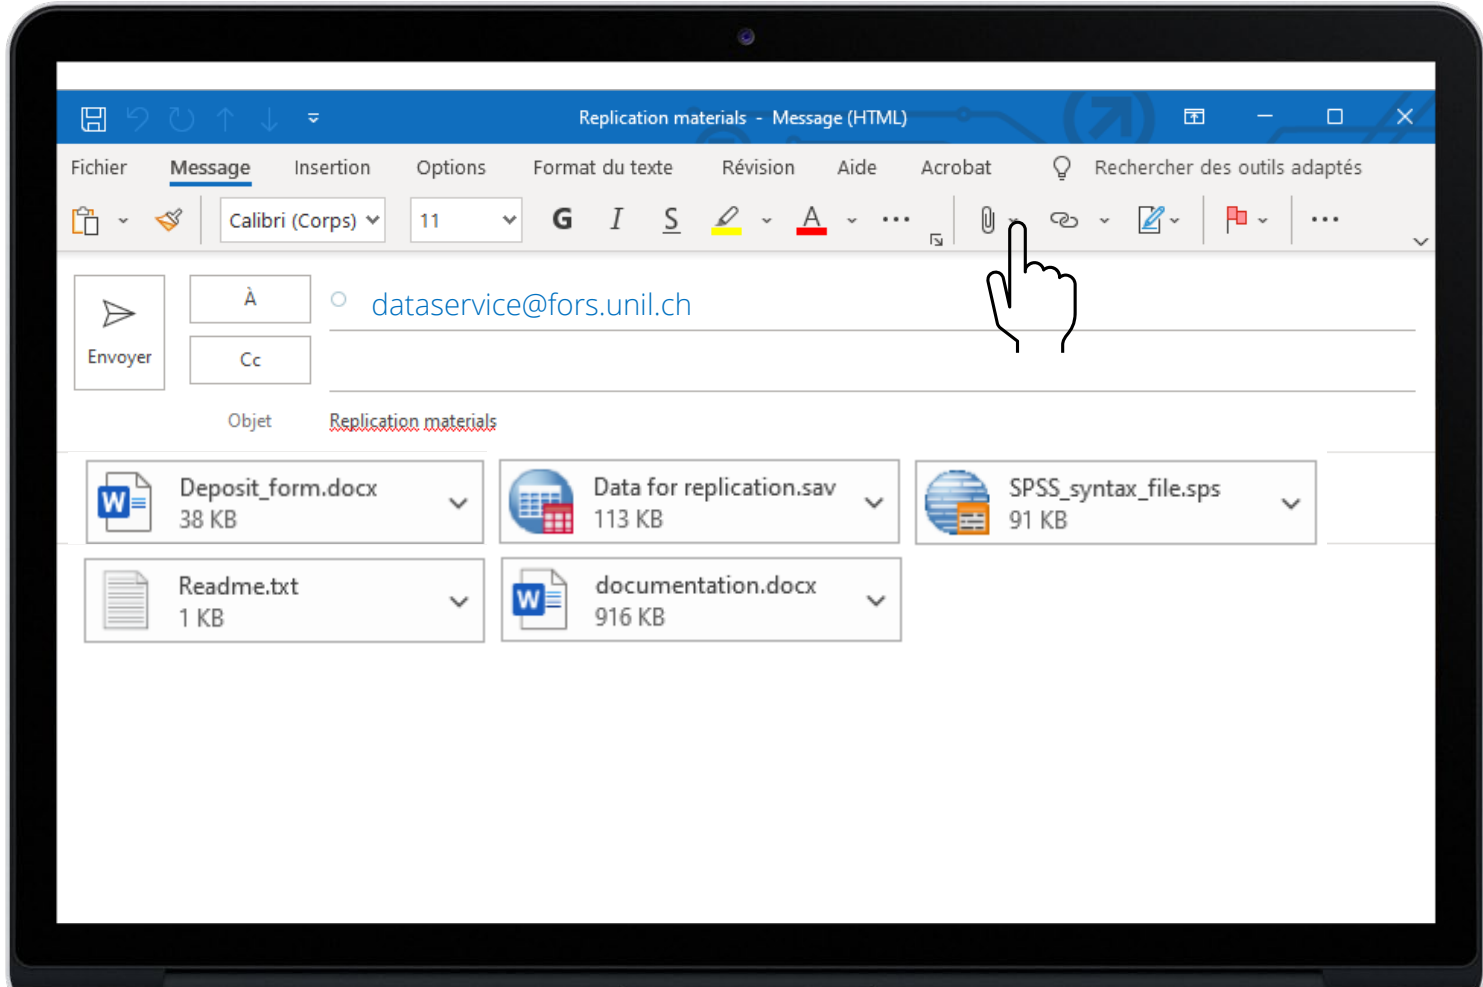 Replication materials - Message (HTML)
Fichier Message Insertion Options Format du texte Révision Aide Acrobat Rechercher des outils adaptés
Calibri (Corps) 11 G I S A
À dataservice@fors.unil.ch
Envoyer
Cc
Objet Replication materials
Deposit_form.docx Data for replication.sav SPSS_syntax_file.sps
38 KB 113 KB 91 KB
Readme.txt documentation.docx
1 KB 916 KB